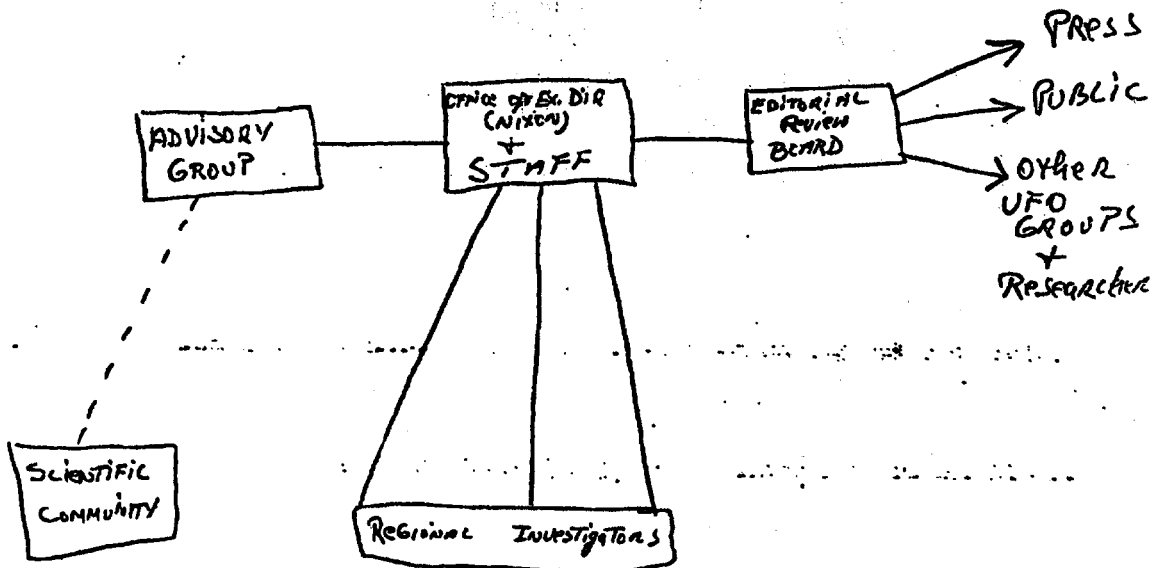 ADVISORY
GROUP
OFFICE OF EX. DIR
(NIXON)
+
STAFF
EDITORIAL
REVIEW
BOARD
PRESS
PUBLIC
OTHER
UFO
GROUPS
+
RESEARCHER
SCIENTIFIC
COMMUNITY
REGIONAL INVESTIGATORS